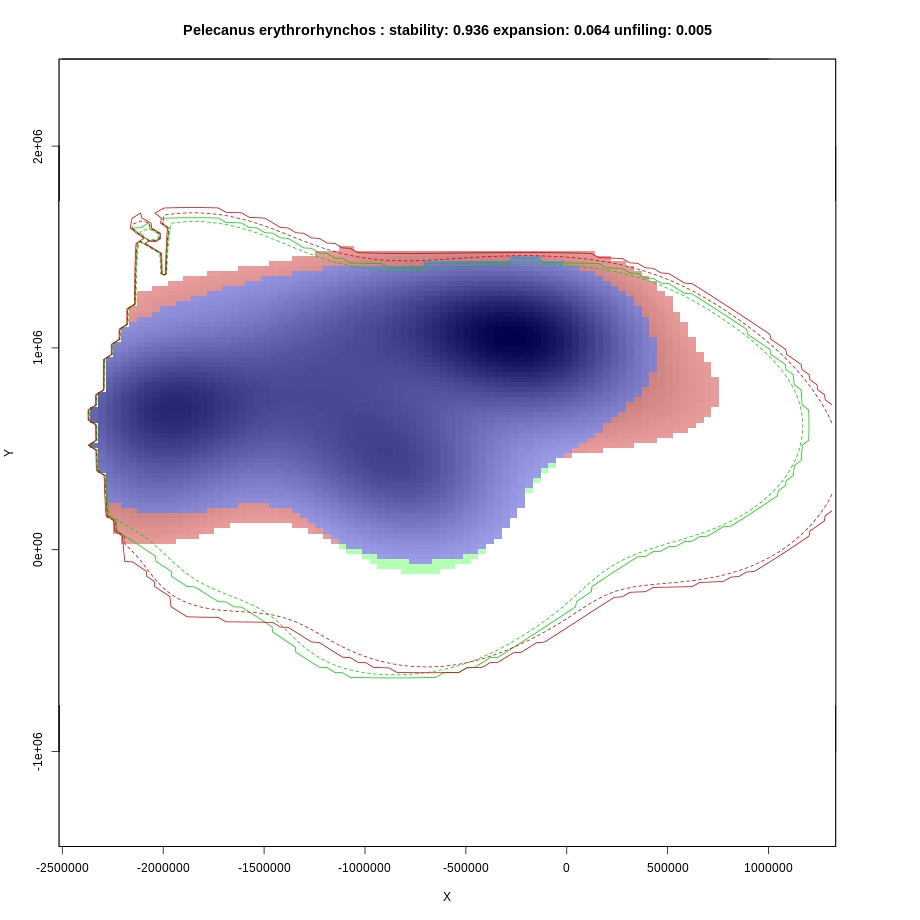 Pelecanus erythrorhynchos : stability: 0.936 expansion: 0.064 unfiling: 0.005
2e+06
1e+06
0e+00
-1e+06
Y
-2500000 -2000000 -1500000 -1000000 -500000 0 500000 1000000
X